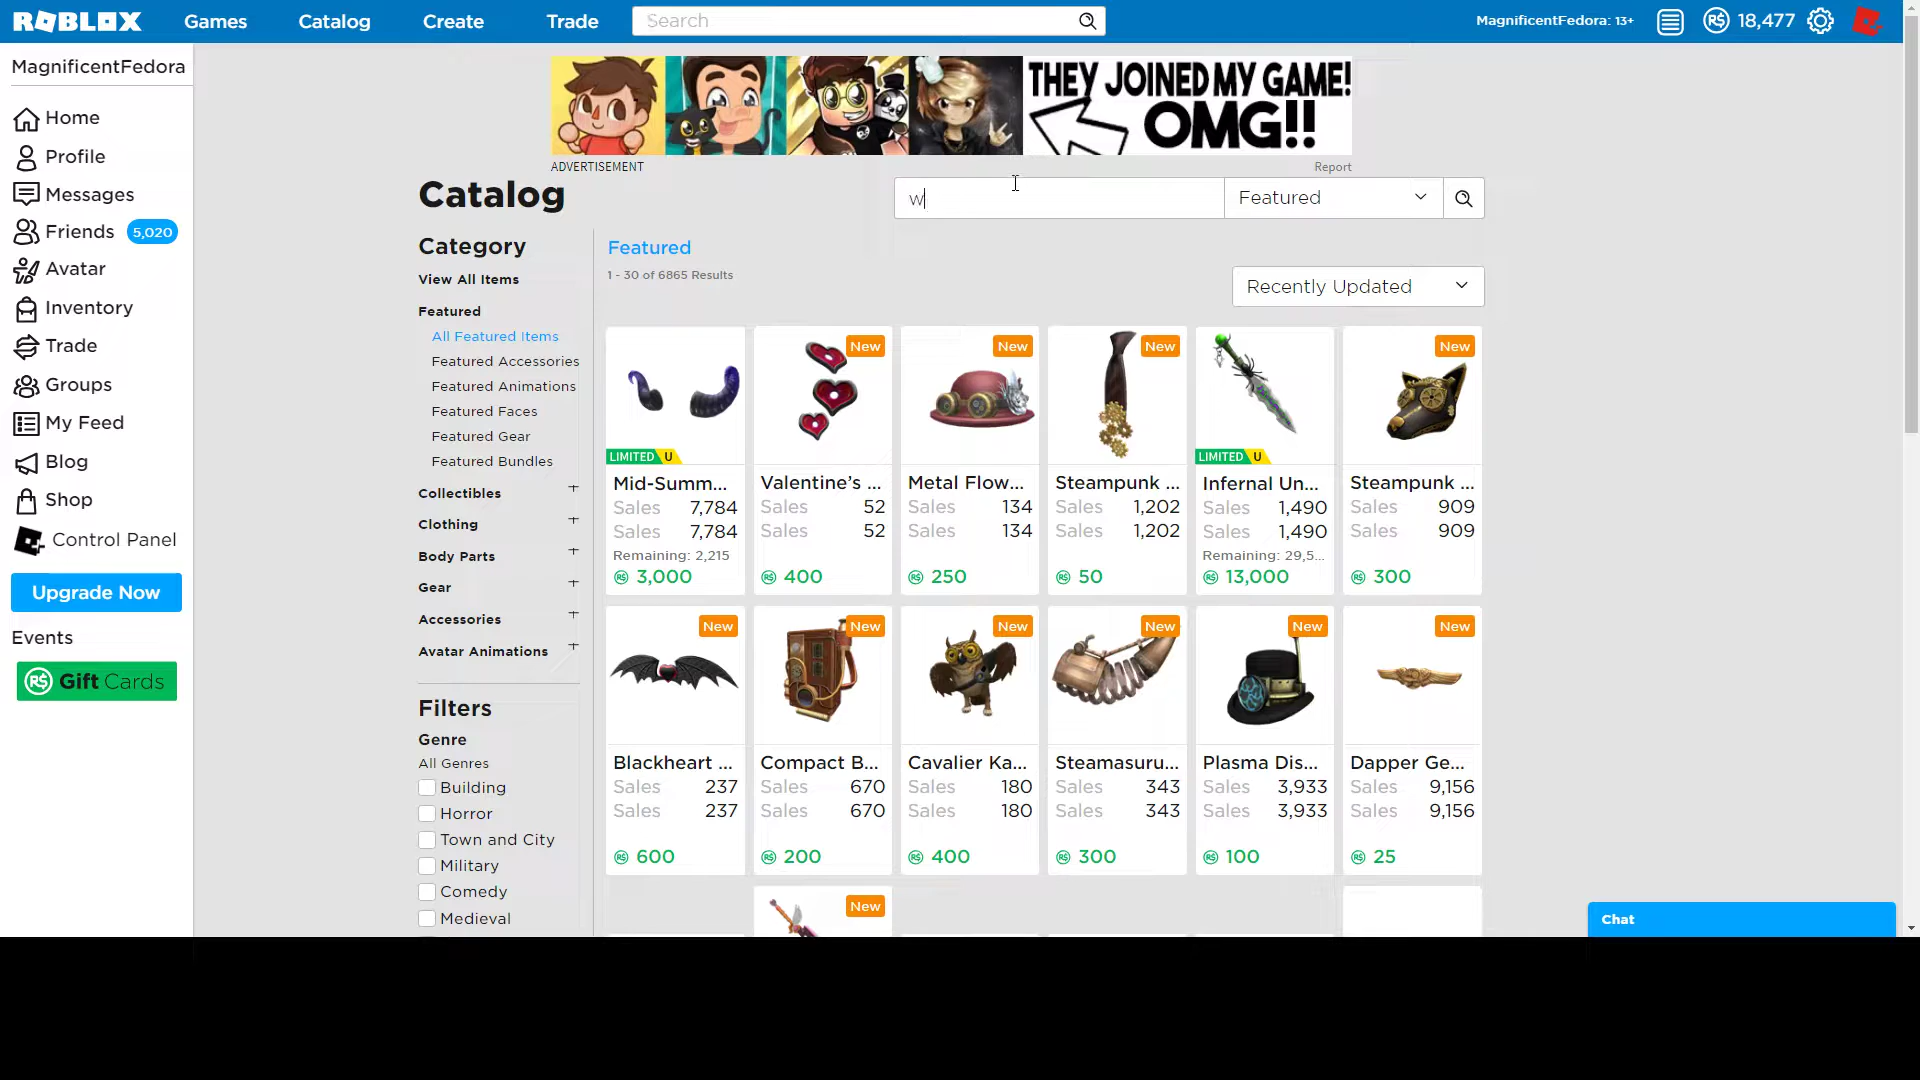 ROBLOX Games Catalog Create Trade Search MagnificentFedora: 13+ R$ 18,477
MagnificentFedora
Home
Profile
Messages
Friends 5,020
Avatar
Inventory
Trade
Groups
My Feed
Blog
Shop
Control Panel
Upgrade Now
Events
R$ Gift Cards
THEY JOINED MY GAME!
OMG!!
ADVERTISEMENT Report
Catalog w Featured
Category
View All Items
Featured
All Featured Items
Featured Accessories
Featured Animations
Featured Faces
Featured Gear
Featured Bundles
Collectibles +
Clothing +
Body Parts +
Gear +
Accessories +
Avatar Animations +
Filters
Genre
All Genres
Building
Horror
Town and City
Military
Comedy
Medieval
Featured
1 - 30 of 6865 Results
Recently Updated
LIMITED U
Mid-Summ...
Sales 7,784
Sales 7,784
Remaining: 2,215
R$ 3,000
New
Valentine's ...
Sales 52
Sales 52
R$ 400
New
Metal Flow...
Sales 134
Sales 134
R$ 250
New
Steampunk ...
Sales 1,202
Sales 1,202
R$ 50
LIMITED U
Infernal Un...
Sales 1,490
Sales 1,490
Remaining: 29,5...
R$ 13,000
New
Steampunk ...
Sales 909
Sales 909
R$ 300
New
Blackheart ...
Sales 237
Sales 237
R$ 600
New
Compact B...
Sales 670
Sales 670
R$ 200
New
Cavalier Ka...
Sales 180
Sales 180
R$ 400
New
Steamasuru...
Sales 343
Sales 343
R$ 300
New
Plasma Dis...
Sales 3,933
Sales 3,933
R$ 100
New
Dapper Ge...
Sales 9,156
Sales 9,156
R$ 25
New
Chat